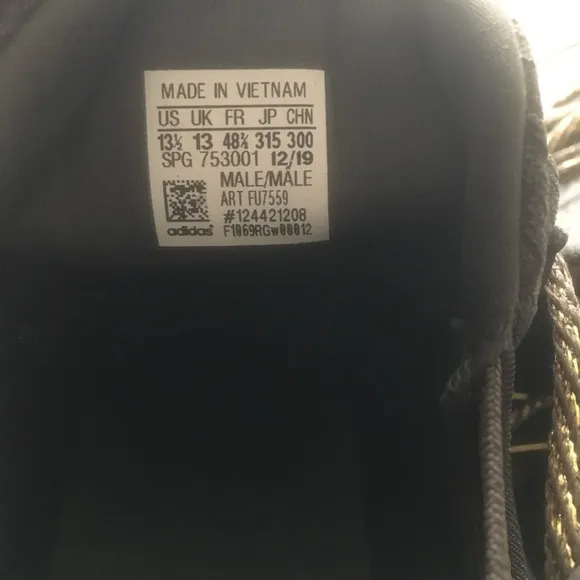 MADE IN VIETNAM
US UK FR JP CHN
13½ 13 48⅔ 315 300
SPG 753001 12/19
MALE/MÂLE
ART FU7559
#124421208
adidas F1069RGw00012